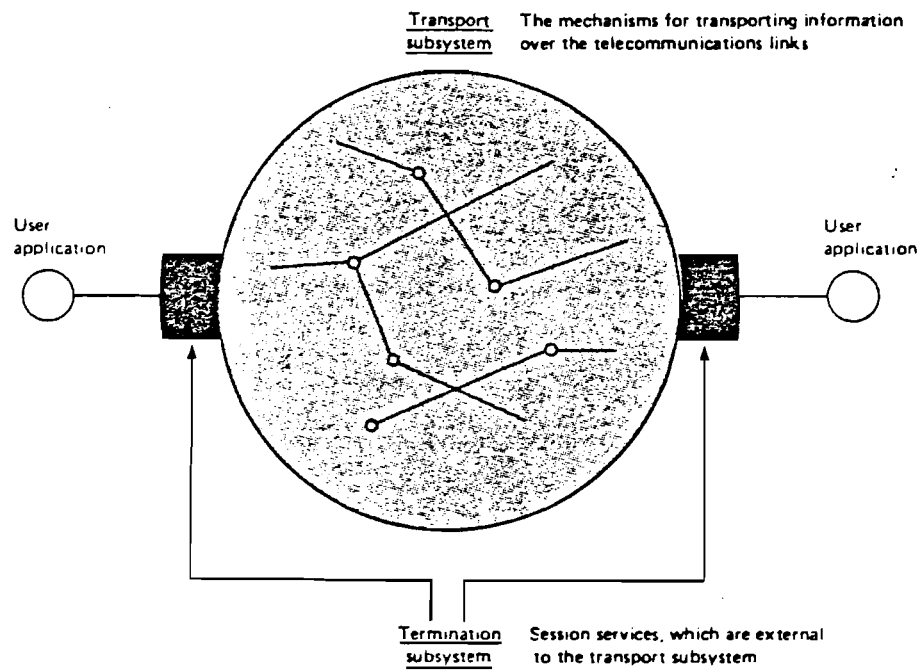 Transport The mechanisms for transporting information
subsystem over the telecommunications links
User
application
User
application
Termination Session services, which are external
subsystem to the transport subsystem